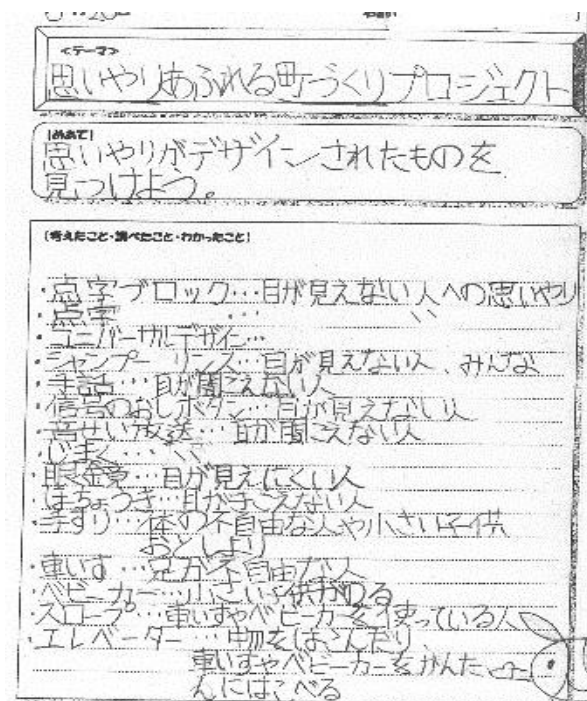 <テーマ>
思いやりあふれる町づくりプロジェクト
[めあて]
思いやりがデザインされたものを
見つけよう。
[考えたこと・調べたこと・わかったこと]
・点字ブロック…目が見えない人への思いやり
・点字 … 〃
・ユニバーサルデザイン…
・シャンプー リンス…目が見えない人、みんな
・手話…耳が聞こえない人
・信号のおしボタン…目が見えない人
・音せい放送…耳が聞こえない人
・じまく… 〃
・眼金竟…目が見えにくい人
・ほちょうき…耳がきこえない人
・手すり…体の不自由な人や小さい子供
おとしより
・車いす…足が不自由な人
・ベビーカー…小さい子供がのる
・スロープ…車いすやベビーカーを使っている人
・エレベーター…物をはこんだり、
車いすやベビーカーをかんた
んにはこべる